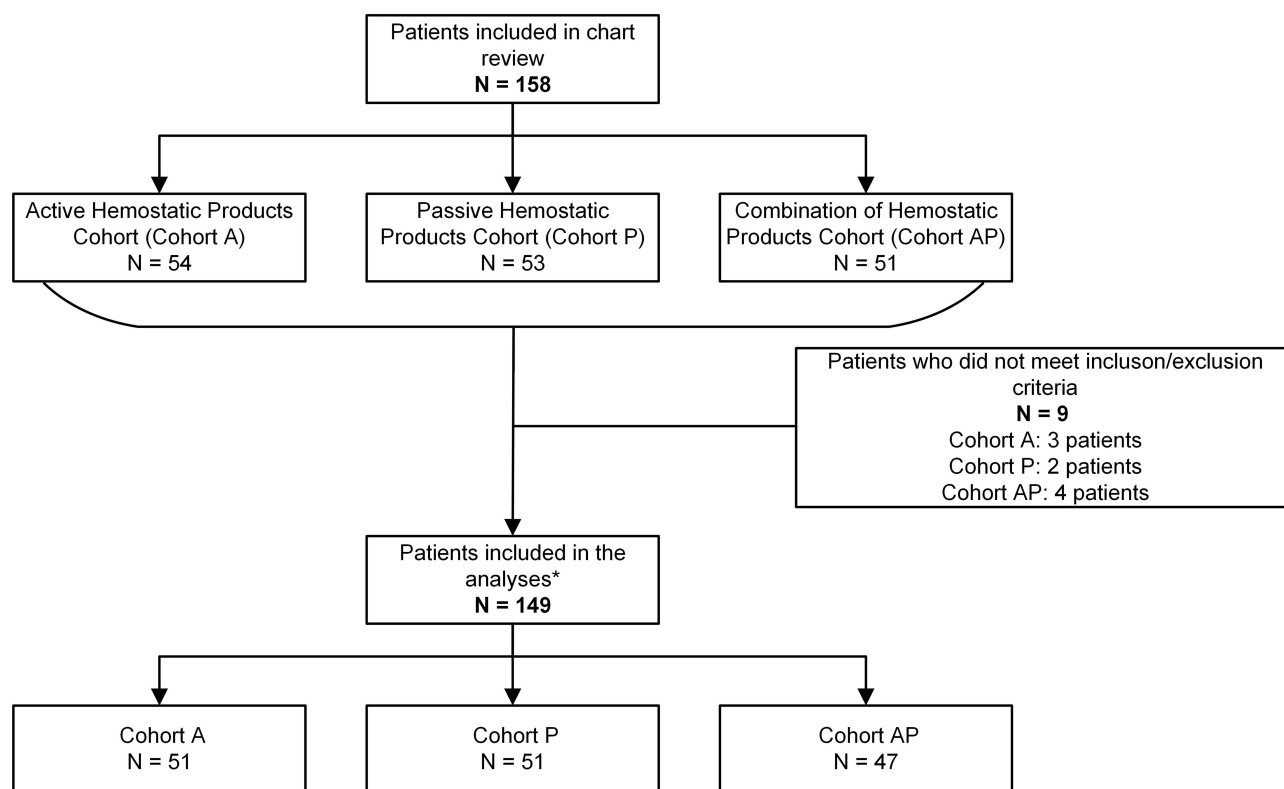 Patients included in chart
review
N = 158
Active Hemostatic Products
Cohort (Cohort A)
N = 54
Passive Hemostatic
Products Cohort (Cohort P)
N = 53
Combination of Hemostatic
Products Cohort (Cohort AP)
N = 51
Patients who did not meet incluson/exclusion
criteria
N = 9
Cohort A: 3 patients
Cohort P: 2 patients
Cohort AP: 4 patients
Patients included in the
analyses*
N = 149
Cohort A
N = 51
Cohort P
N = 51
Cohort AP
N = 47